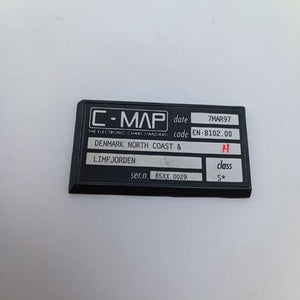 C-MAP date 7MAR97
THE ELECTRONIC CHART STANDARD code EN-B102.00
DENMARK NORTH COAST & H
LIMFJORDEN class
ser.n. B5XX.0029 S*